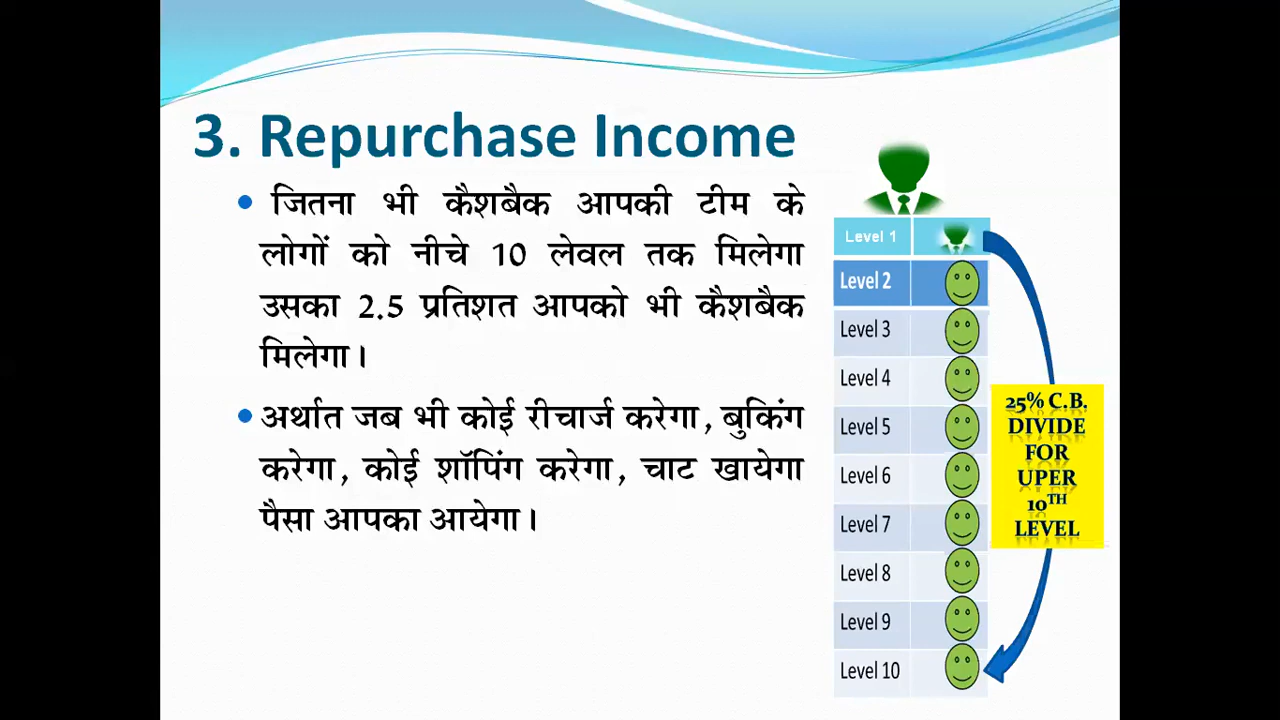 3. Repurchase Income
जितना भी कैशबैक आपकी टीम के
लोगों को नीचे 10 लेवल तक मिलेगा
उसका 2.5 प्रतिशत आपको भी कैशबैक
मिलेगा।
अर्थात जब भी कोई रीचार्ज करेगा, बुकिंग
करेगा, कोई शॉपिंग करेगा, चाट खायेगा
पैसा आपका आयेगा।
Level 1
Level 2
Level 3
Level 4
Level 5
Level 6
Level 7
Level 8
Level 9
Level 10
25% C.B.
DIVIDE
FOR
UPER
10TH
LEVEL